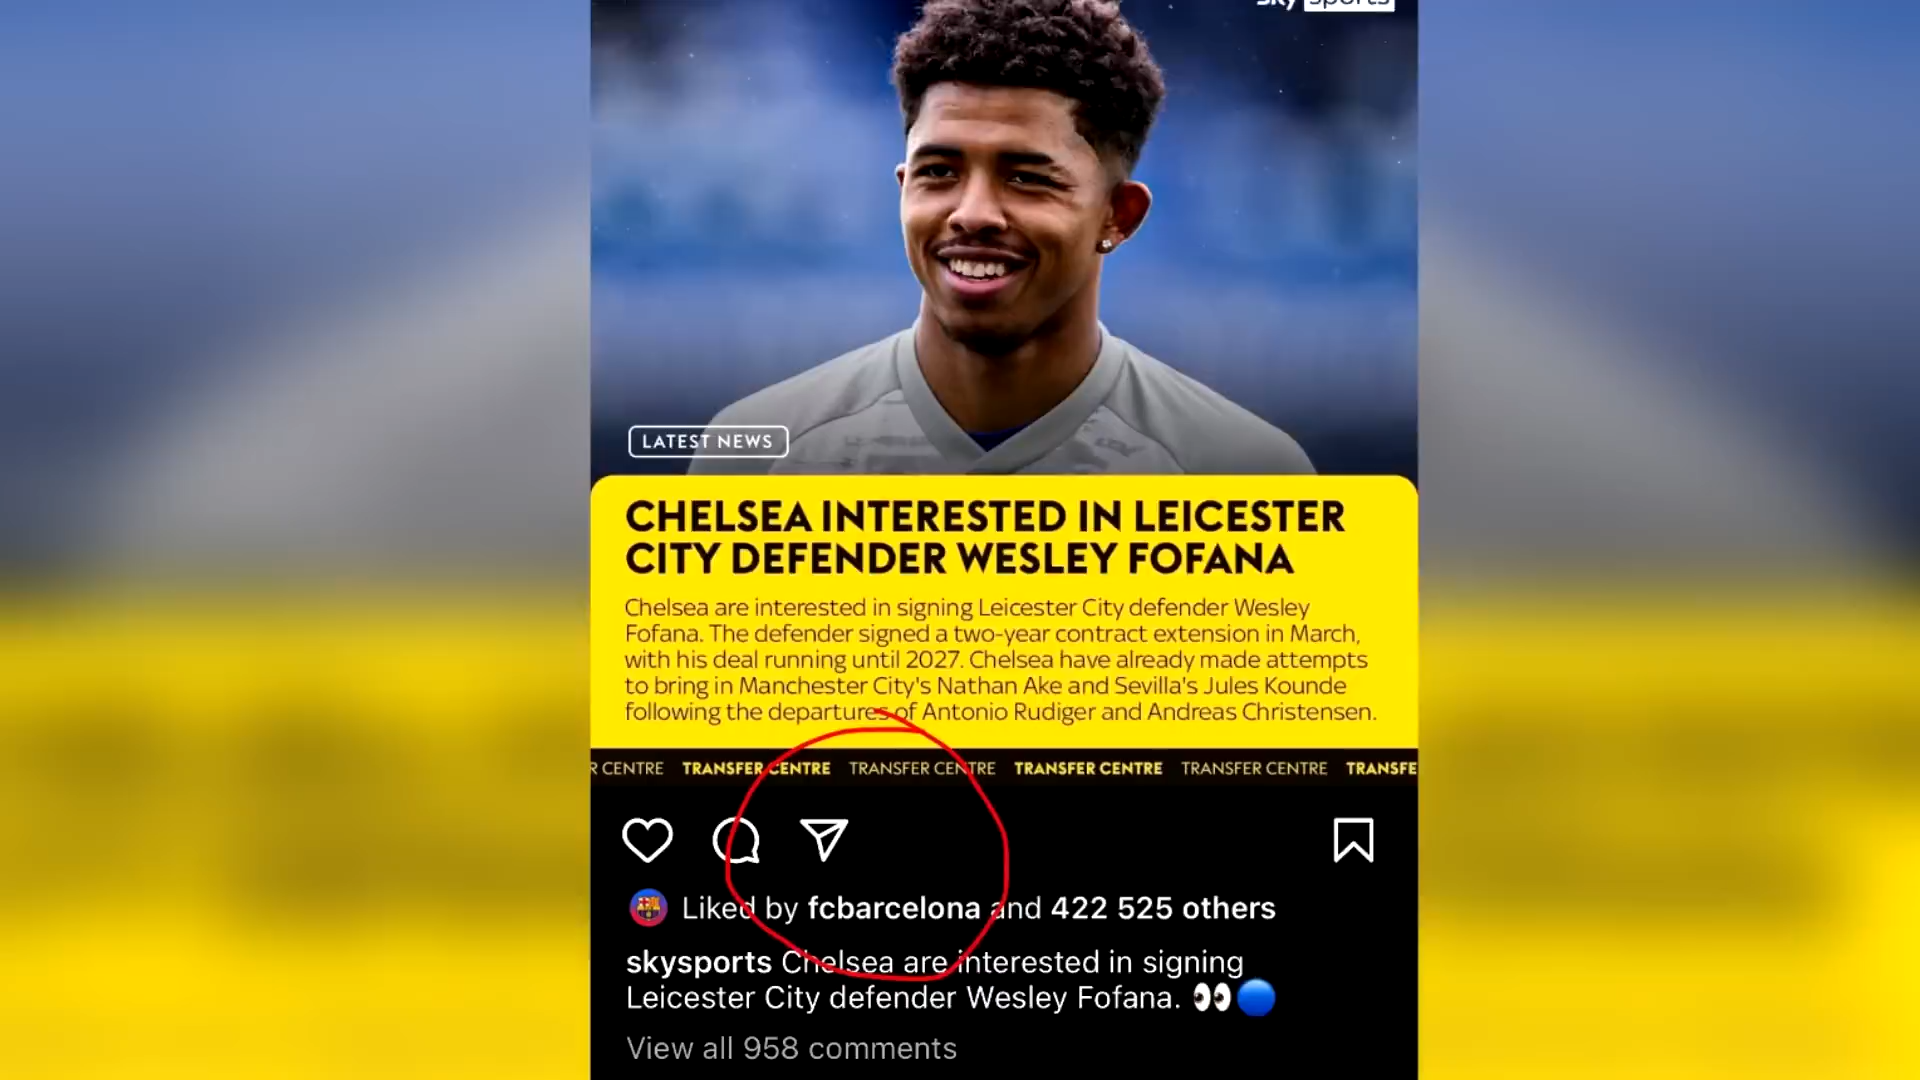 sky sports
LATEST NEWS
CHELSEA INTERESTED IN LEICESTER
CITY DEFENDER WESLEY FOFANA
Chelsea are interested in signing Leicester City defender Wesley
Fofana. The defender signed a two-year contract extension in March,
with his deal running until 2027. Chelsea have already made attempts
to bring in Manchester City's Nathan Ake and Sevilla's Jules Kounde
following the departures of Antonio Rudiger and Andreas Christensen.
R CENTRE TRANSFER CENTRE TRANSFER CENTRE TRANSFER CENTRE TRANSFER CENTRE TRANSFE
Liked by fcbarcelona and 422 525 others
skysports Chelsea are interested in signing
Leicester City defender Wesley Fofana. 👀🔵
View all 958 comments